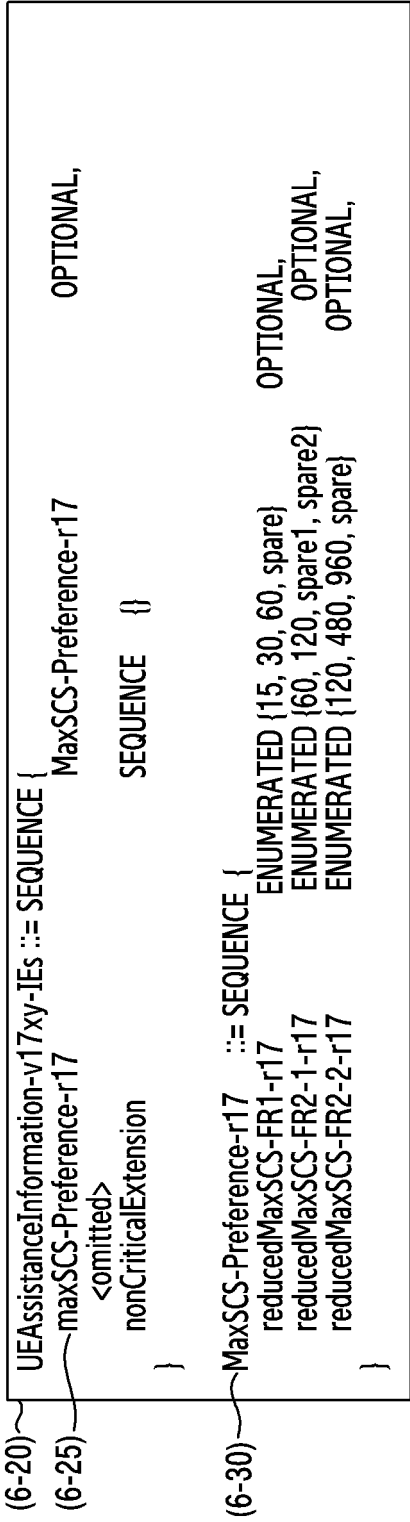 (6-20) UEAssistanceInformation-v17xy-IEs ::= SEQUENCE {
(6-25) maxSCS-Preference-r17 MaxSCS-Preference-r17 OPTIONAL,
<omitted>
nonCriticalExtension SEQUENCE {}
}
(6-30) MaxSCS-Preference-r17 ::= SEQUENCE {
reducedMaxSCS-FR1-r17 ENUMERATED {15, 30, 60, spare} OPTIONAL,
reducedMaxSCS-FR2-1-r17 ENUMERATED {60, 120, spare1, spare2} OPTIONAL,
reducedMaxSCS-FR2-2-r17 ENUMERATED {120, 480, 960, spare} OPTIONAL,
}